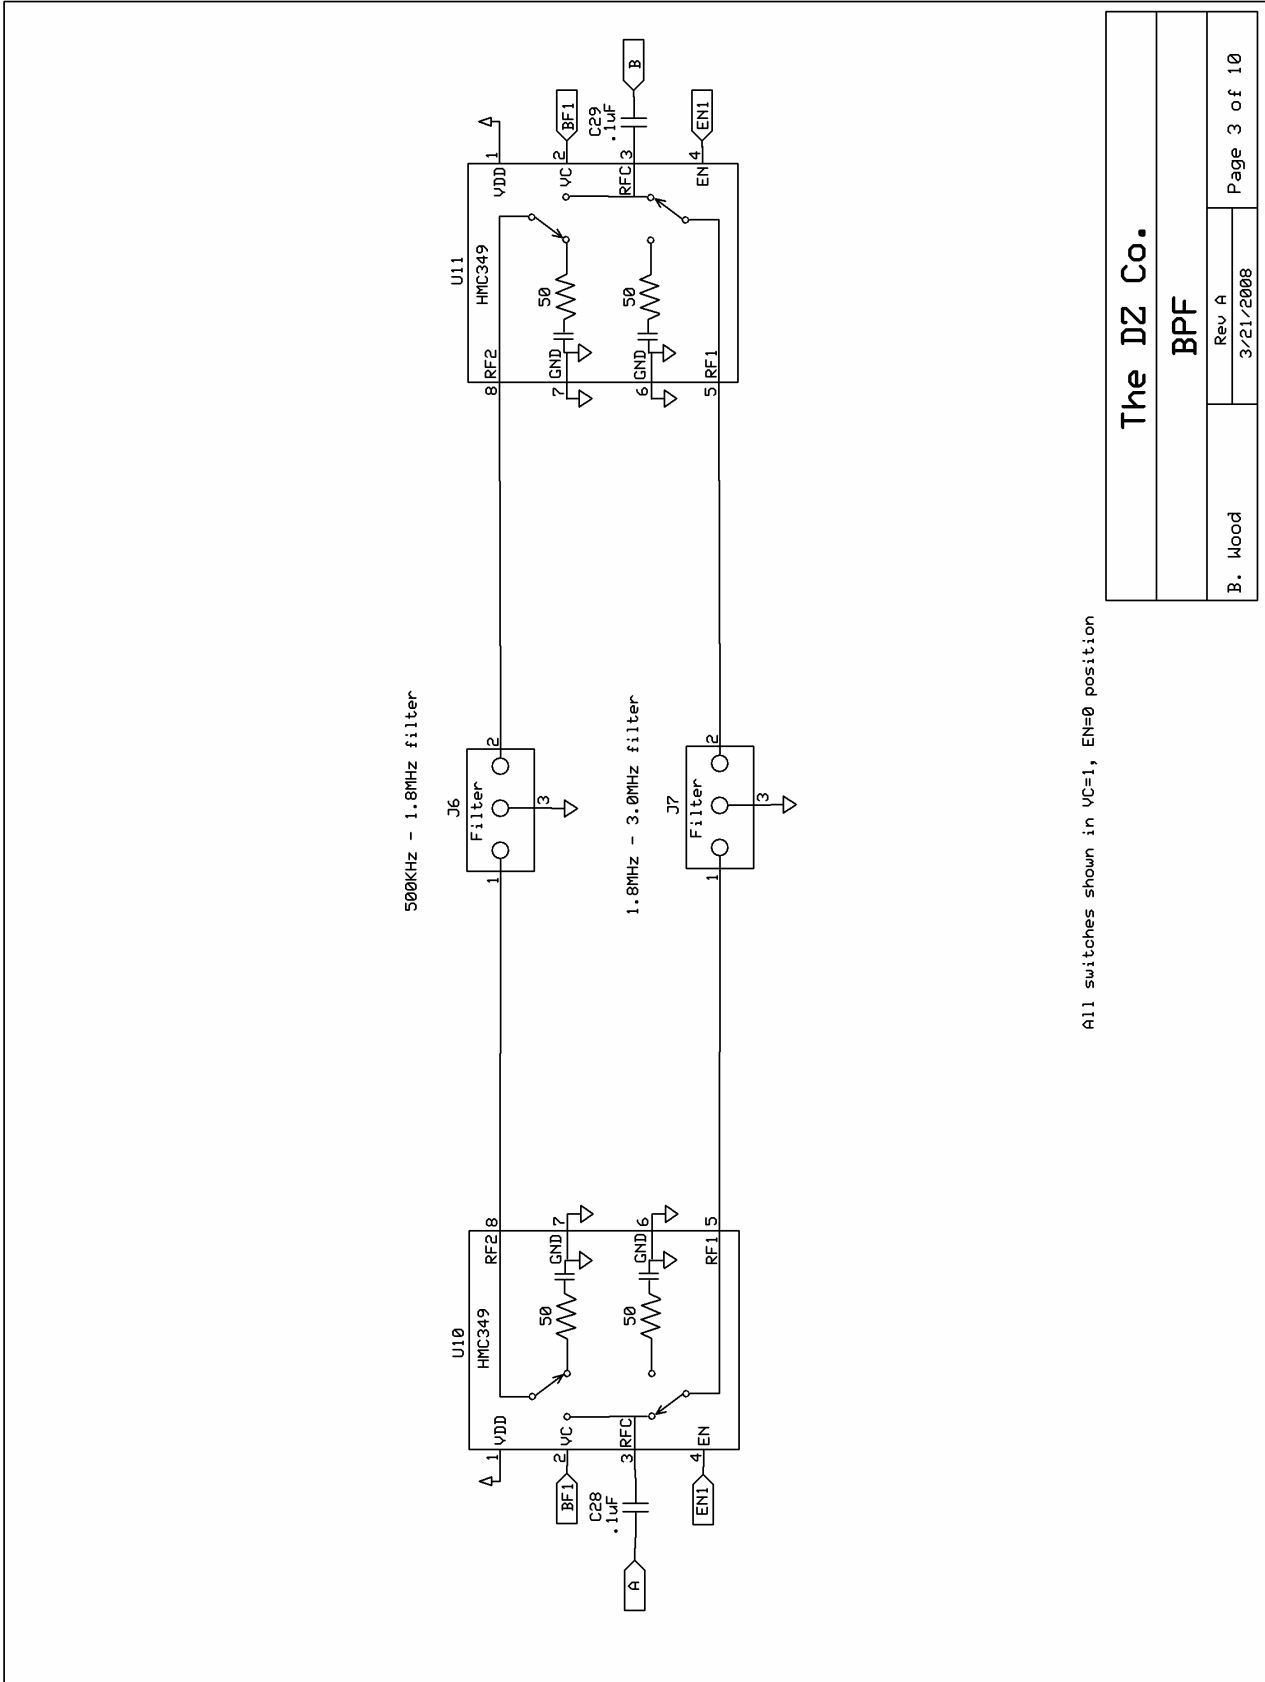 500KHz - 1.8MHz filter
1.8MHz - 3.0MHz filter
U10
HMC349
1
VDD
2
VC
3
RFC
4
EN
RF2
8
GND
7
GND
6
RF1
5
50
50
BF1
C28
.1uF
EN1
A
J6
Filter
1
2
3
J7
Filter
1
2
3
U11
HMC349
8
RF2
7
GND
6
GND
5
RF1
VDD
1
VC
2
RFC
3
EN
4
50
50
BF1
C29
.1uF
B
EN1
All switches shown in VC=1, EN=0 position
The DZ Co.
BPF
B. Wood
Rev A
3/21/2008
Page 3 of 10